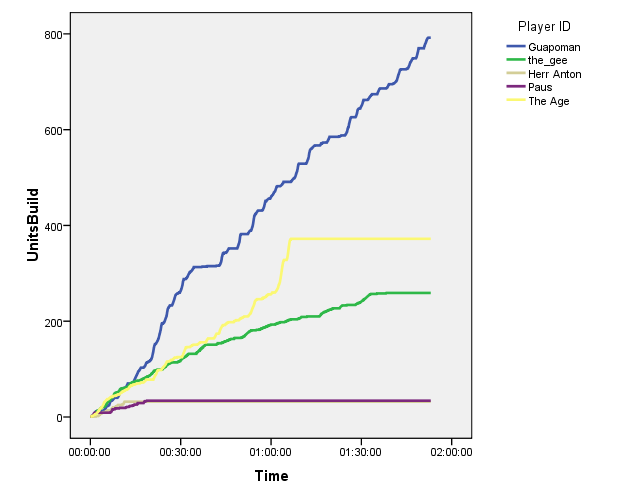 Player ID
Guapoman
the_gee
Herr Anton
Paus
The Age
UnitsBuild
800
600
400
200
0
00:00:00
00:30:00
01:00:00
01:30:00
02:00:00
Time